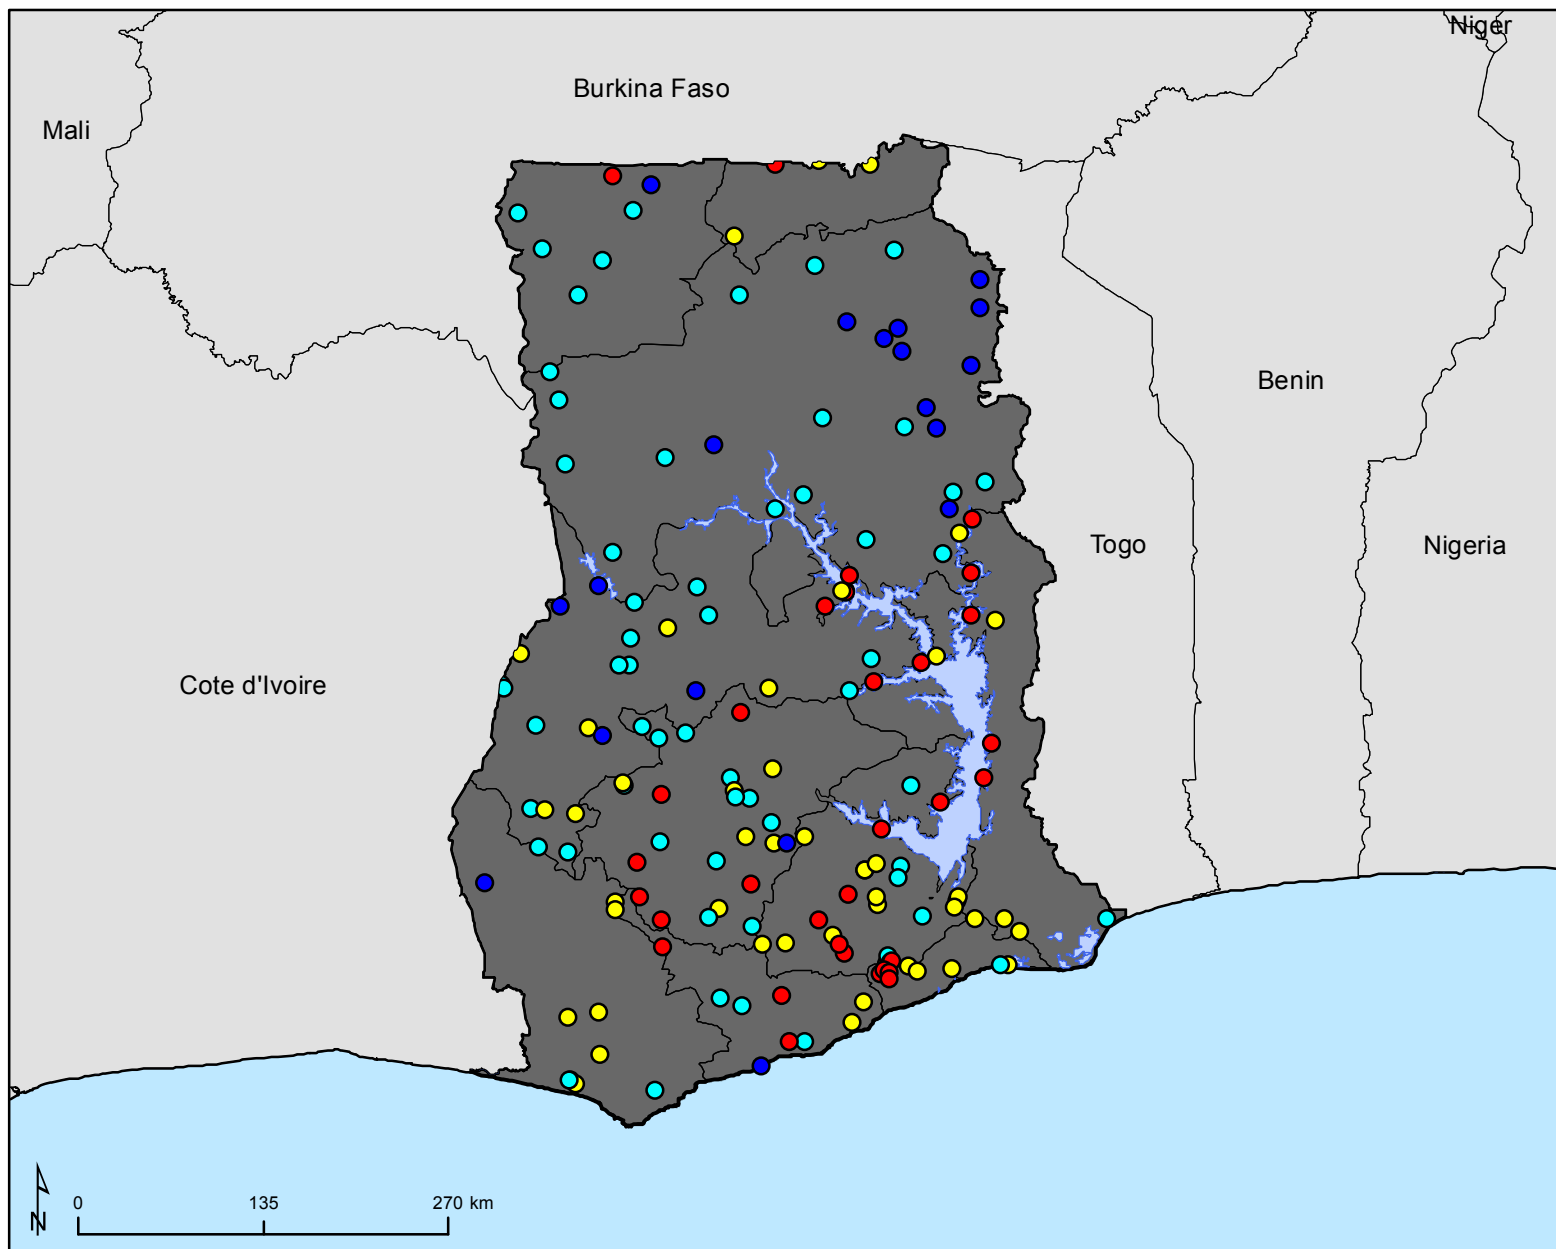 Niger
Burkina Faso
Mali
Benin
Togo
Nigeria
Cote d'Ivoire
0 135 270 km
N